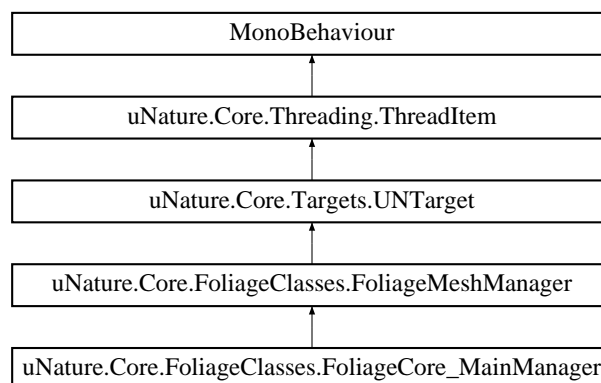 MonoBehaviour
uNature.Core.Threading.ThreadItem
uNature.Core.Targets.UNTarget
uNature.Core.FoliageClasses.FoliageMeshManager
uNature.Core.FoliageClasses.FoliageCore_MainManager